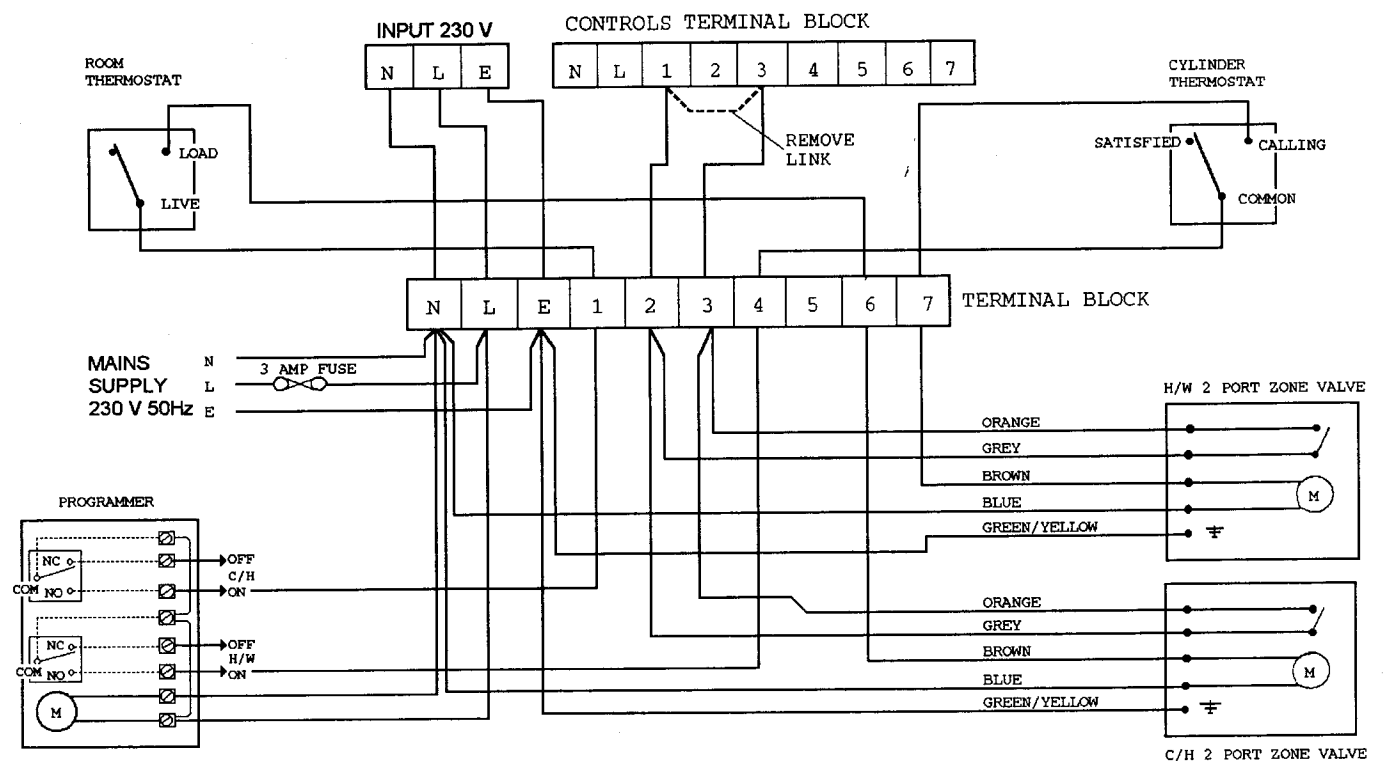 INPUT 230 V
CONTROLS TERMINAL BLOCK
N L E
N L 1 2 3 4 5 6 7
ROOM
THERMOSTAT
LOAD
LIVE
REMOVE
LINK
CYLINDER
THERMOSTAT
SATISFIED
CALLING
COMMON
N L E 1 2 3 4 5 6 7
TERMINAL BLOCK
MAINS
SUPPLY
230 V 50Hz
N
L
E
3 AMP FUSE
H/W 2 PORT ZONE VALVE
ORANGE
GREY
BROWN
BLUE
GREEN/YELLOW
M
PROGRAMMER
NC
COM
NO
OFF
C/H
ON
NC
COM
NO
OFF
H/W
ON
M
ORANGE
GREY
BROWN
BLUE
GREEN/YELLOW
M
C/H 2 PORT ZONE VALVE